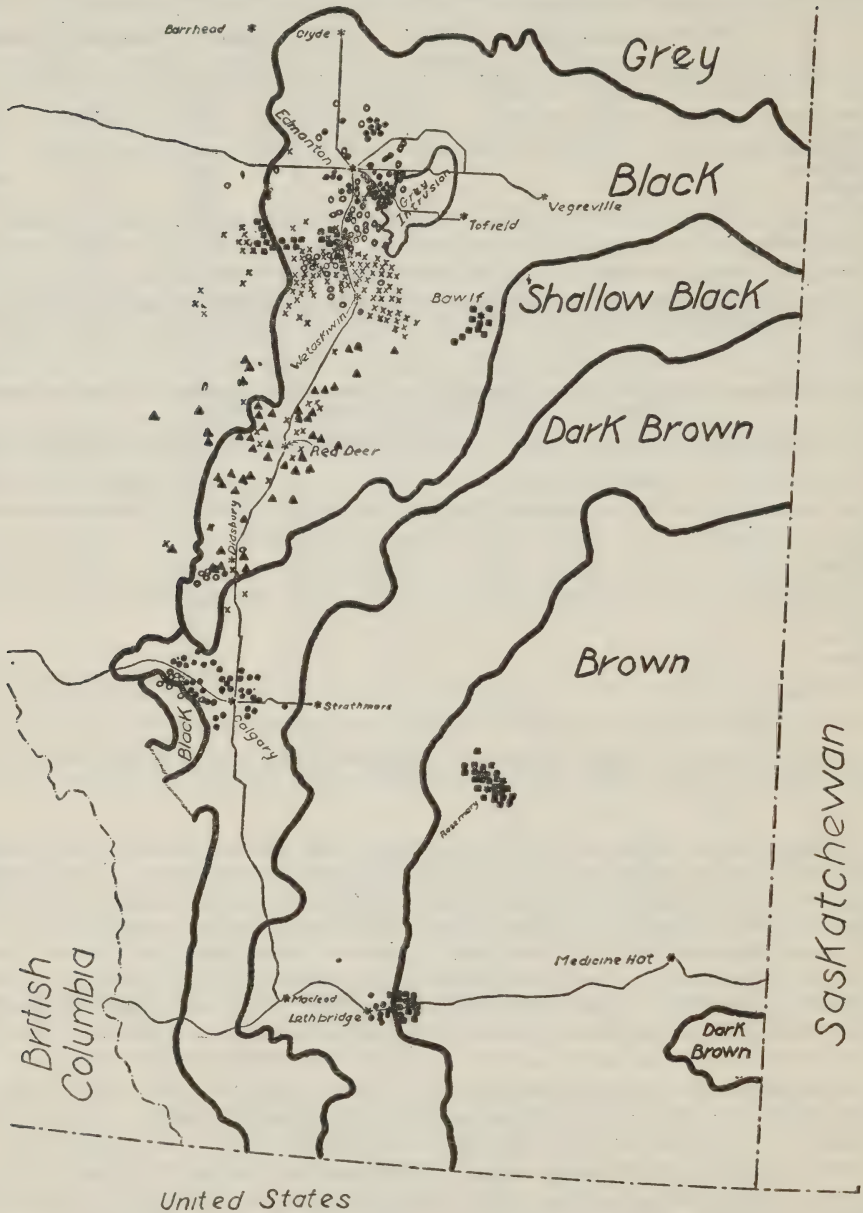 Barrhead
Clyde
Grey
Edmonton
Black
Grey
Intrusion
Vegreville
Tofield
Shallow Black
Bawlf
Wetaskiwin
Dark Brown
Red Deer
Didsbury
Brown
Black
Calgary
Strathmore
Rosemary
Saskatchewan
British
Columbia
Medicine Hat
Macleod
Lethbridge
Dark
Brown
United States